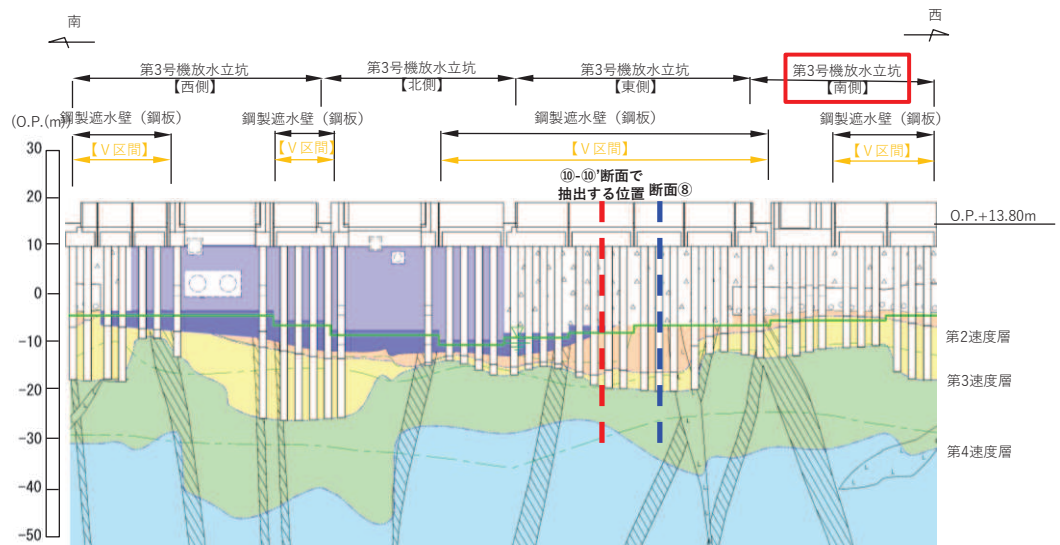 南
西
第3号機放水立坑
【西側】
第3号機放水立坑
【北側】
第3号機放水立坑
【東側】
第3号機放水立坑
【南側】
(O.P.(m))
鋼製遮水壁（鋼板）
鋼製遮水壁（鋼板）
鋼製遮水壁（鋼板）
鋼製遮水壁（鋼板）
【Ⅴ区間】
【Ⅴ区間】
【Ⅴ区間】
【Ⅴ区間】
⑩-⑩’断面で
抽出する位置
断面⑧
O.P.+13.80m
30
20
10
0
-10
-20
-30
-40
-50
第2速度層
第3速度層
第4速度層